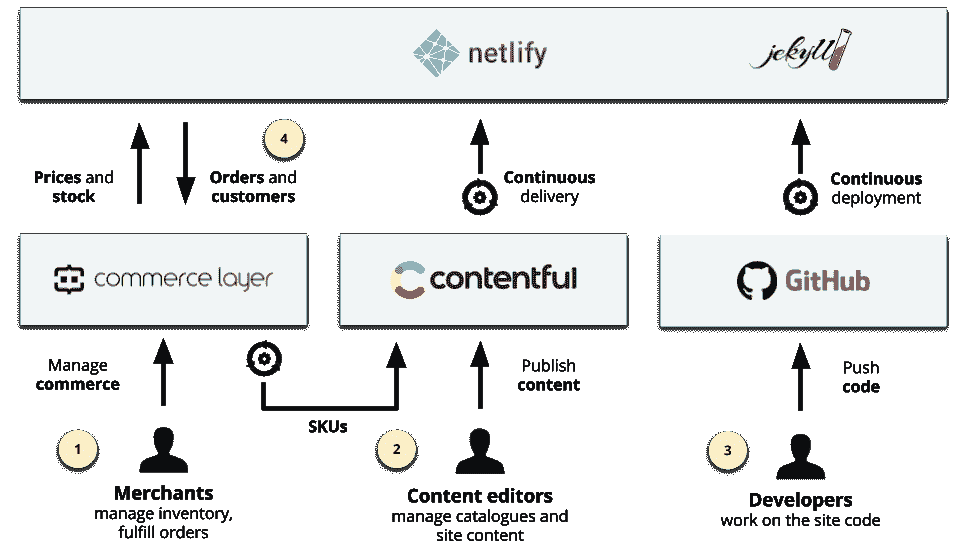 netlify
jekyll
4
Prices and
stock
Orders and
customers
Continuous
delivery
Continuous
deployment
commerce layer
contentful
GitHub
Manage
commerce
SKUs
Publish
content
Push
code
1
2
3
Merchants
manage inventory,
fulfill orders
Content editors
manage catalogues and
site content
Developers
work on the site code